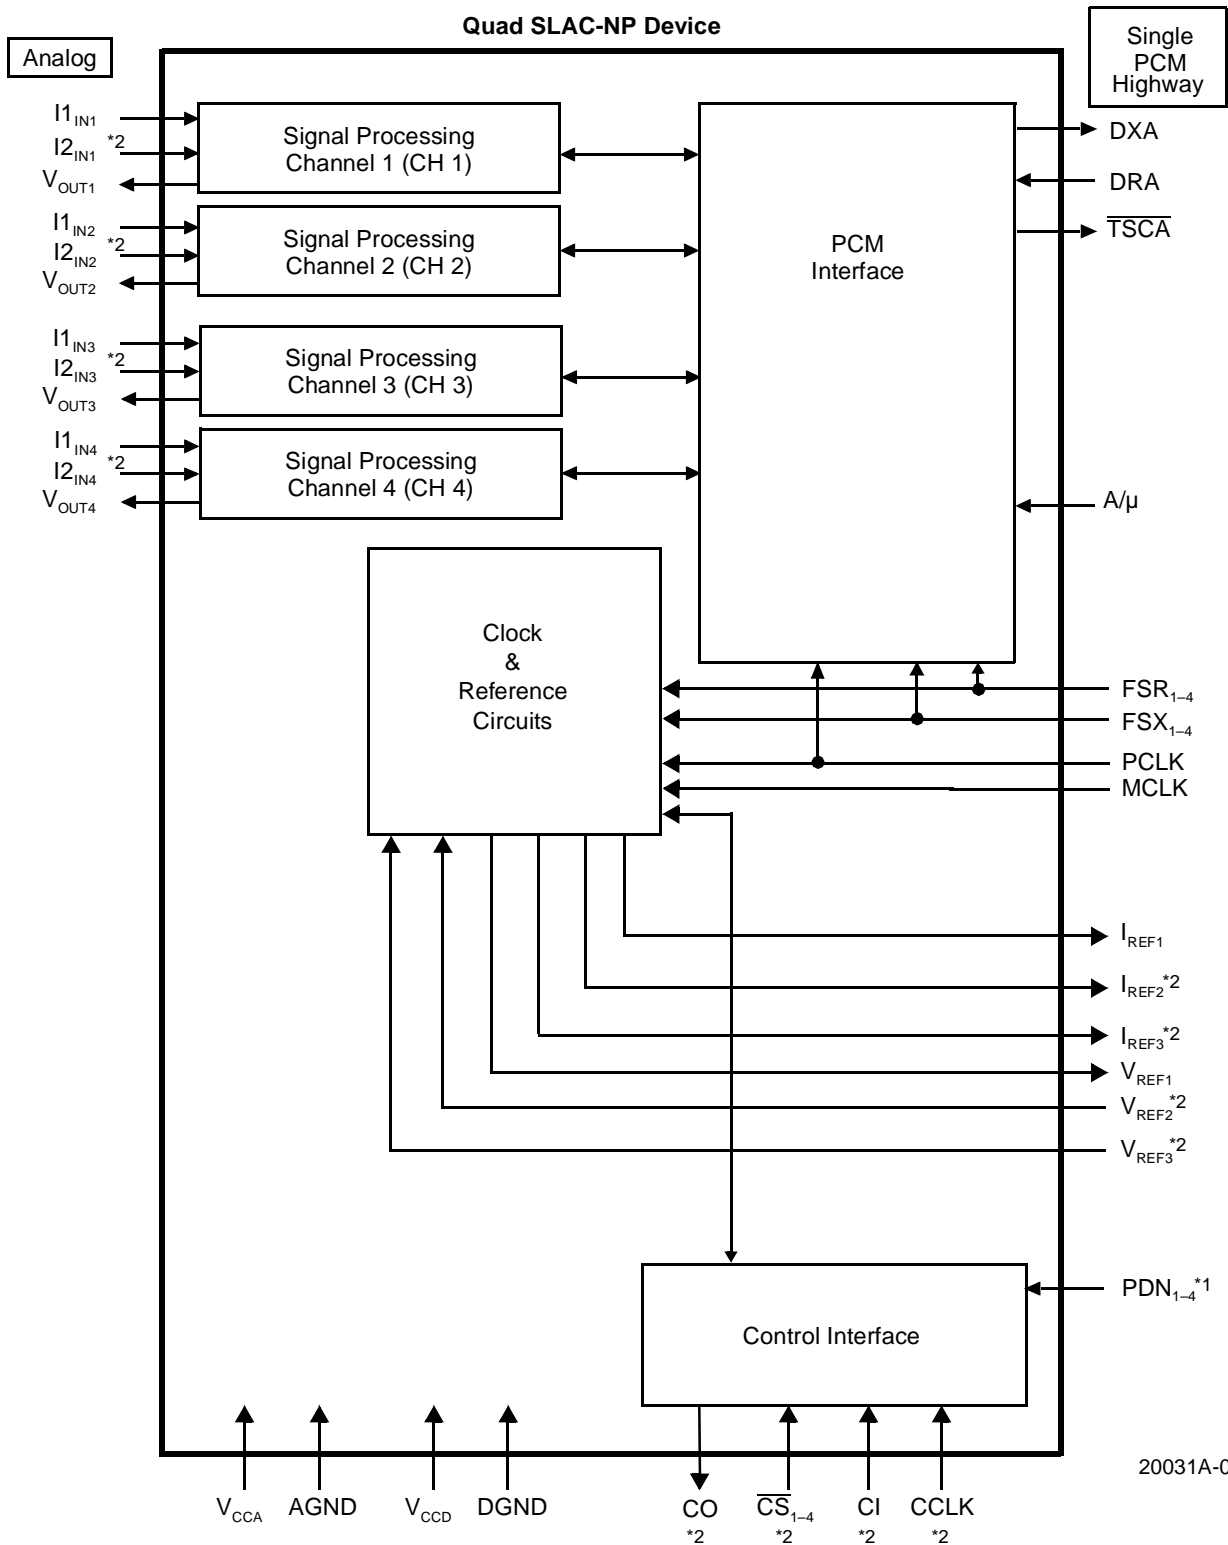 Quad SLAC-NP Device
Analog
Single
PCM
Highway
I1IN1
I2IN1 *2
VOUT1
I1IN2
I2IN2 *2
VOUT2
I1IN3
I2IN3 *2
VOUT3
I1IN4
I2IN4 *2
VOUT4
Signal Processing
Channel 1 (CH 1)
Signal Processing
Channel 2 (CH 2)
Signal Processing
Channel 3 (CH 3)
Signal Processing
Channel 4 (CH 4)
PCM
Interface
DXA
DRA
TSCA
A/µ
Clock
&
Reference
Circuits
FSR1–4
FSX1–4
PCLK
MCLK
IREF1
IREF2*2
IREF3*2
VREF1
VREF2*2
VREF3*2
Control Interface
PDN1–4*1
VCCA
AGND
VCCD
DGND
CO
*2
CS1–4
*2
CI
*2
CCLK
*2